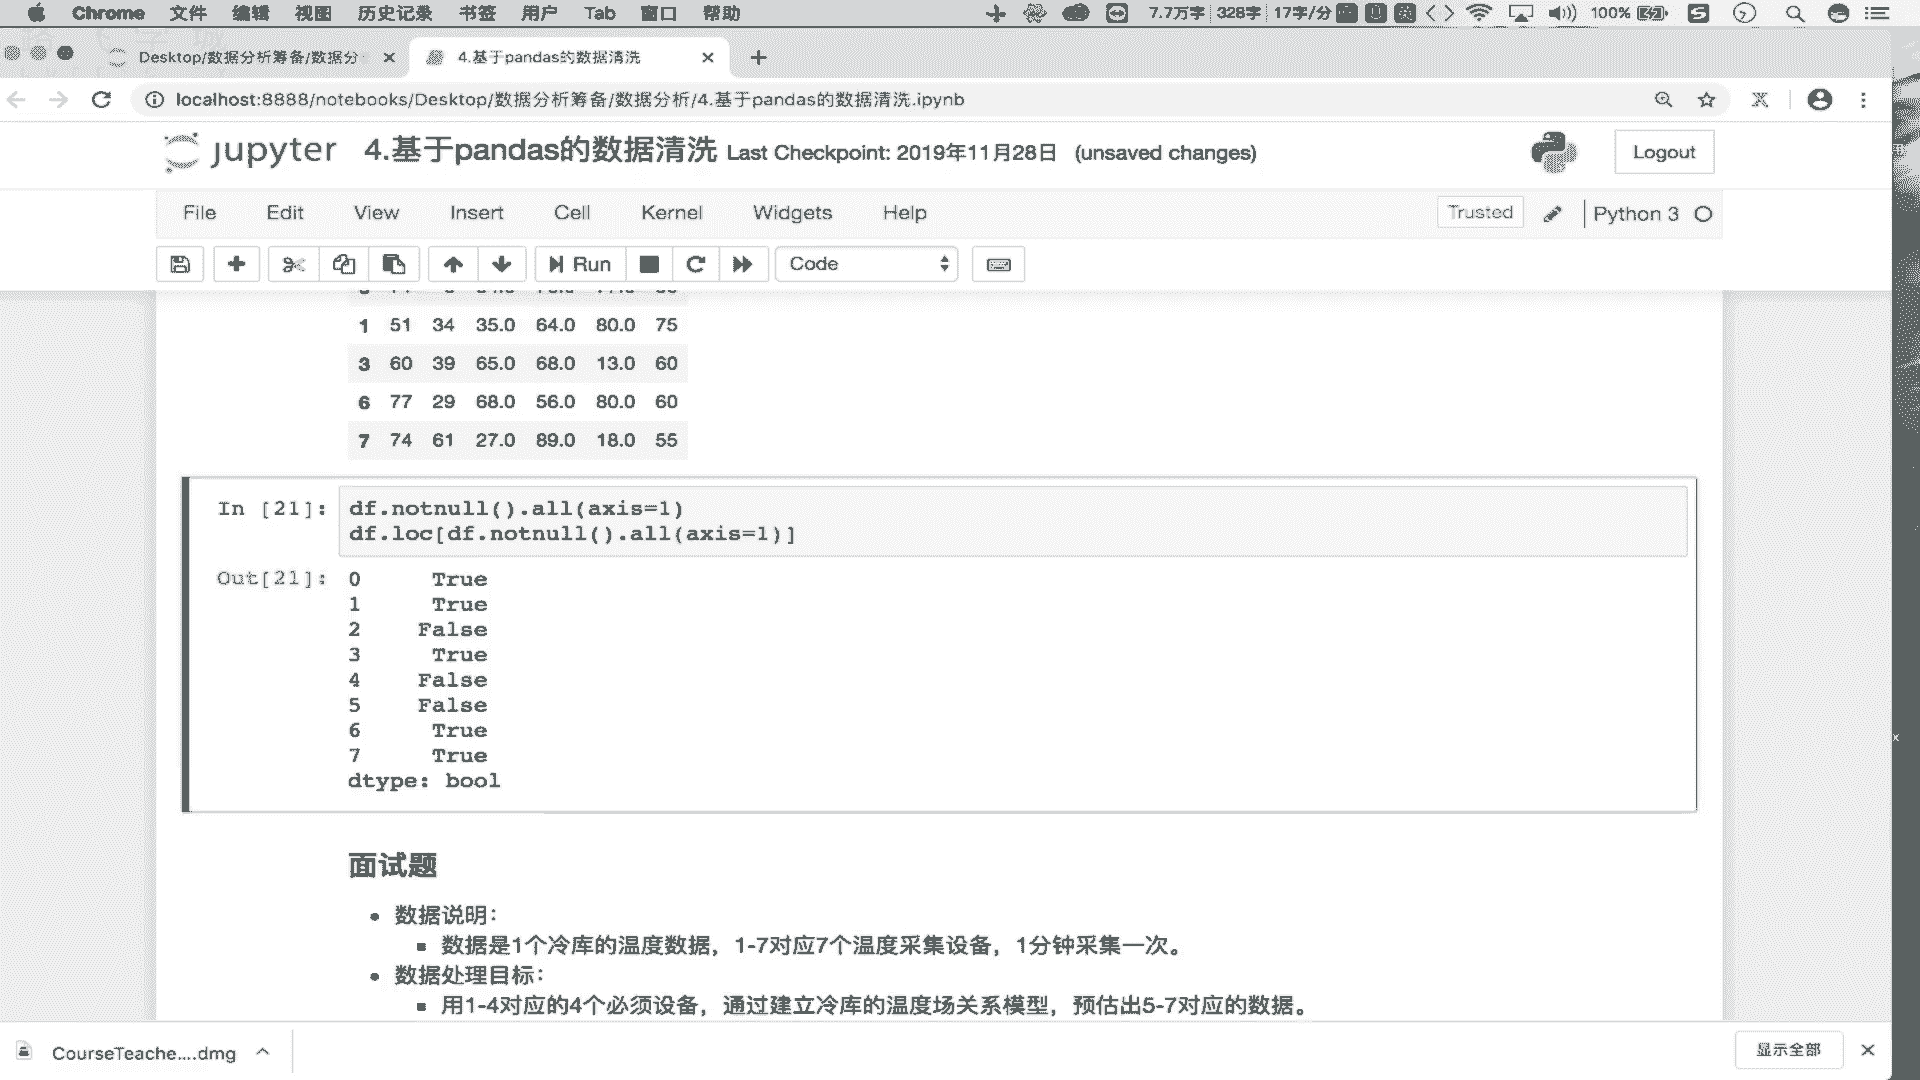 Chrome 文件 编辑 视图 历史记录 书签 用户 Tab 窗口 帮助 7.7万字 328字 17字/分 100%
Desktop/数据分析筹备/数据分 4.基于pandas的数据清洗
localhost:8888/notebooks/Desktop/数据分析筹备/数据分析/4.基于pandas的数据清洗.ipynb
jupyter 4.基于pandas的数据清洗 Last Checkpoint: 2019年11月28日 (unsaved changes) Logout
File Edit View Insert Cell Kernel Widgets Help Trusted Python 3
Run Code
1 51 34 35.0 64.0 80.0 75
3 60 39 65.0 68.0 13.0 60
6 77 29 68.0 56.0 80.0 60
7 74 61 27.0 89.0 18.0 55
In [21]: df.notnull().all(axis=1)
df.loc[df.notnull().all(axis=1)]
Out[21]: 0 True
1 True
2 False
3 True
4 False
5 False
6 True
7 True
dtype: bool
面试题
数据说明：
数据是1个冷库的温度数据，1-7对应7个温度采集设备，1分钟采集一次。
数据处理目标：
用1-4对应的4个必须设备，通过建立冷库的温度场关系模型，预估出5-7对应的数据。
CourseTeache....dmg 显示全部